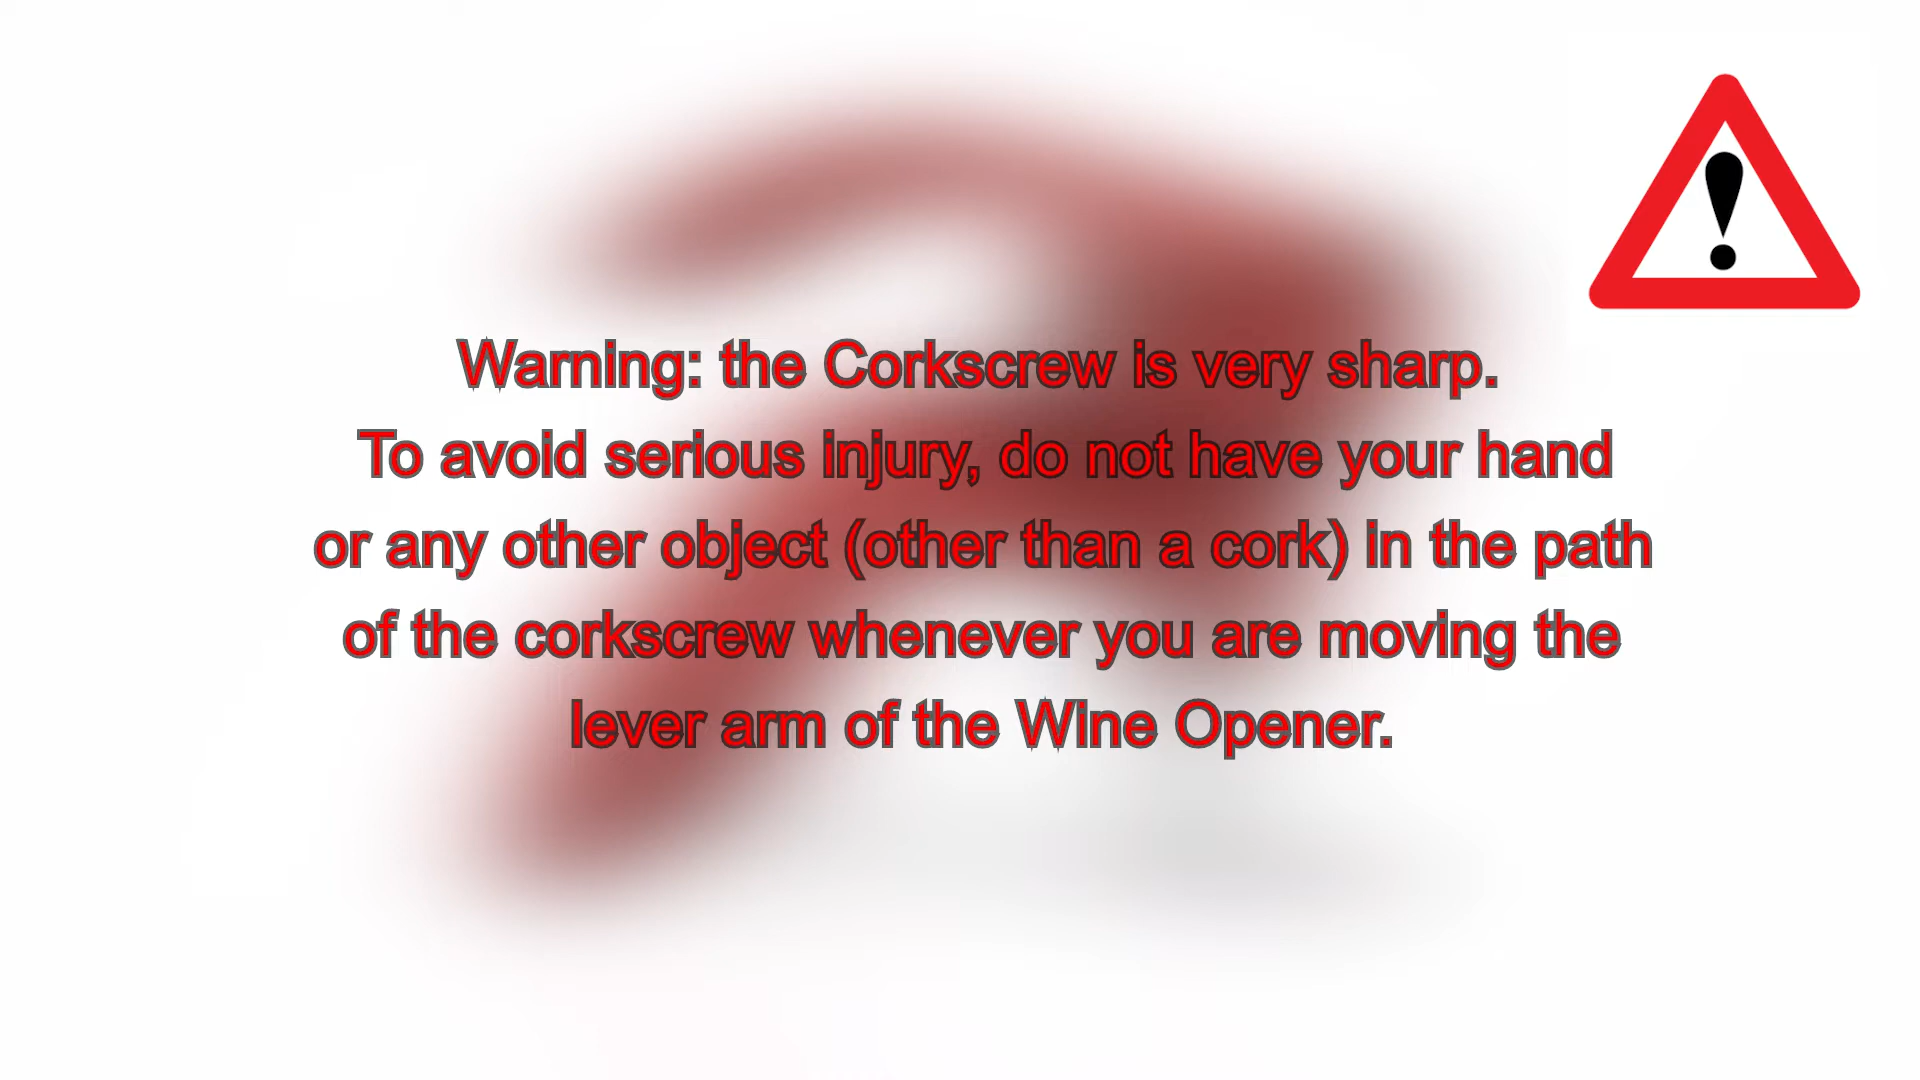 Warning: the Corkscrew is very sharp.
To avoid serious injury, do not have your hand
or any other object (other than a cork) in the path
of the corkscrew whenever you are moving the
lever arm of the Wine Opener.